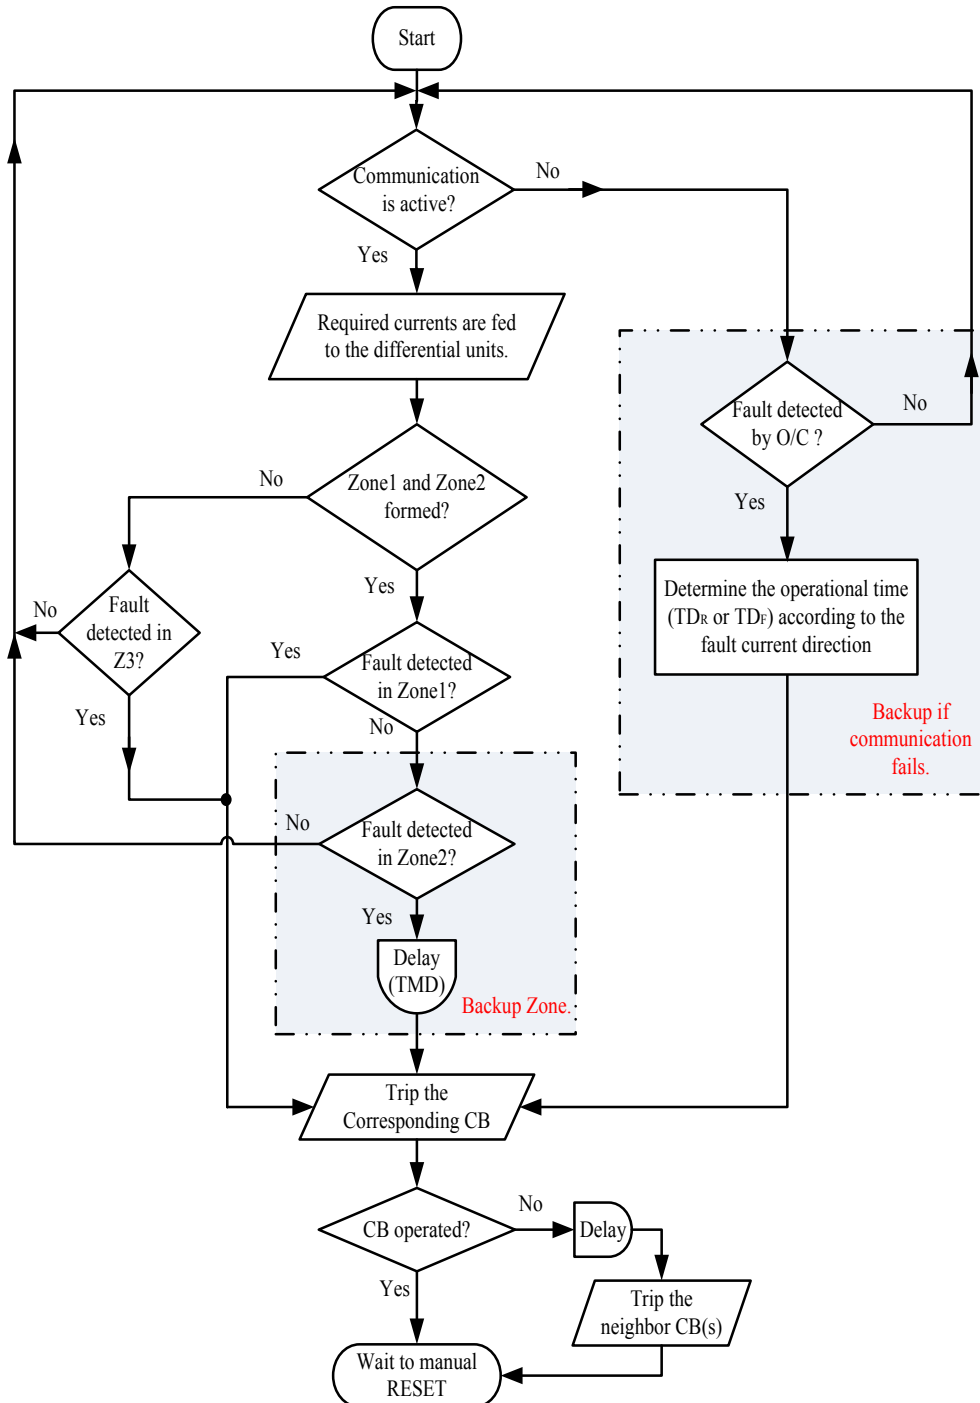 Start
Communication
is active?
No
Yes
Required currents are fed
to the differential units.
Fault detected
by O/C ?
No
Yes
Zone1 and Zone2
formed?
No
Yes
Determine the operational time
(TDR or TDF) according to the
fault current direction
Backup if
communication
fails.
Fault
detected in
Z3?
No
Yes
Fault detected
in Zone1?
Yes
No
Fault detected
in Zone2?
No
Yes
Delay
(TMD)
Backup Zone.
Trip the
Corresponding CB
CB operated?
No
Delay
Yes
Trip the
neighbor CB(s)
Wait to manual
RESET